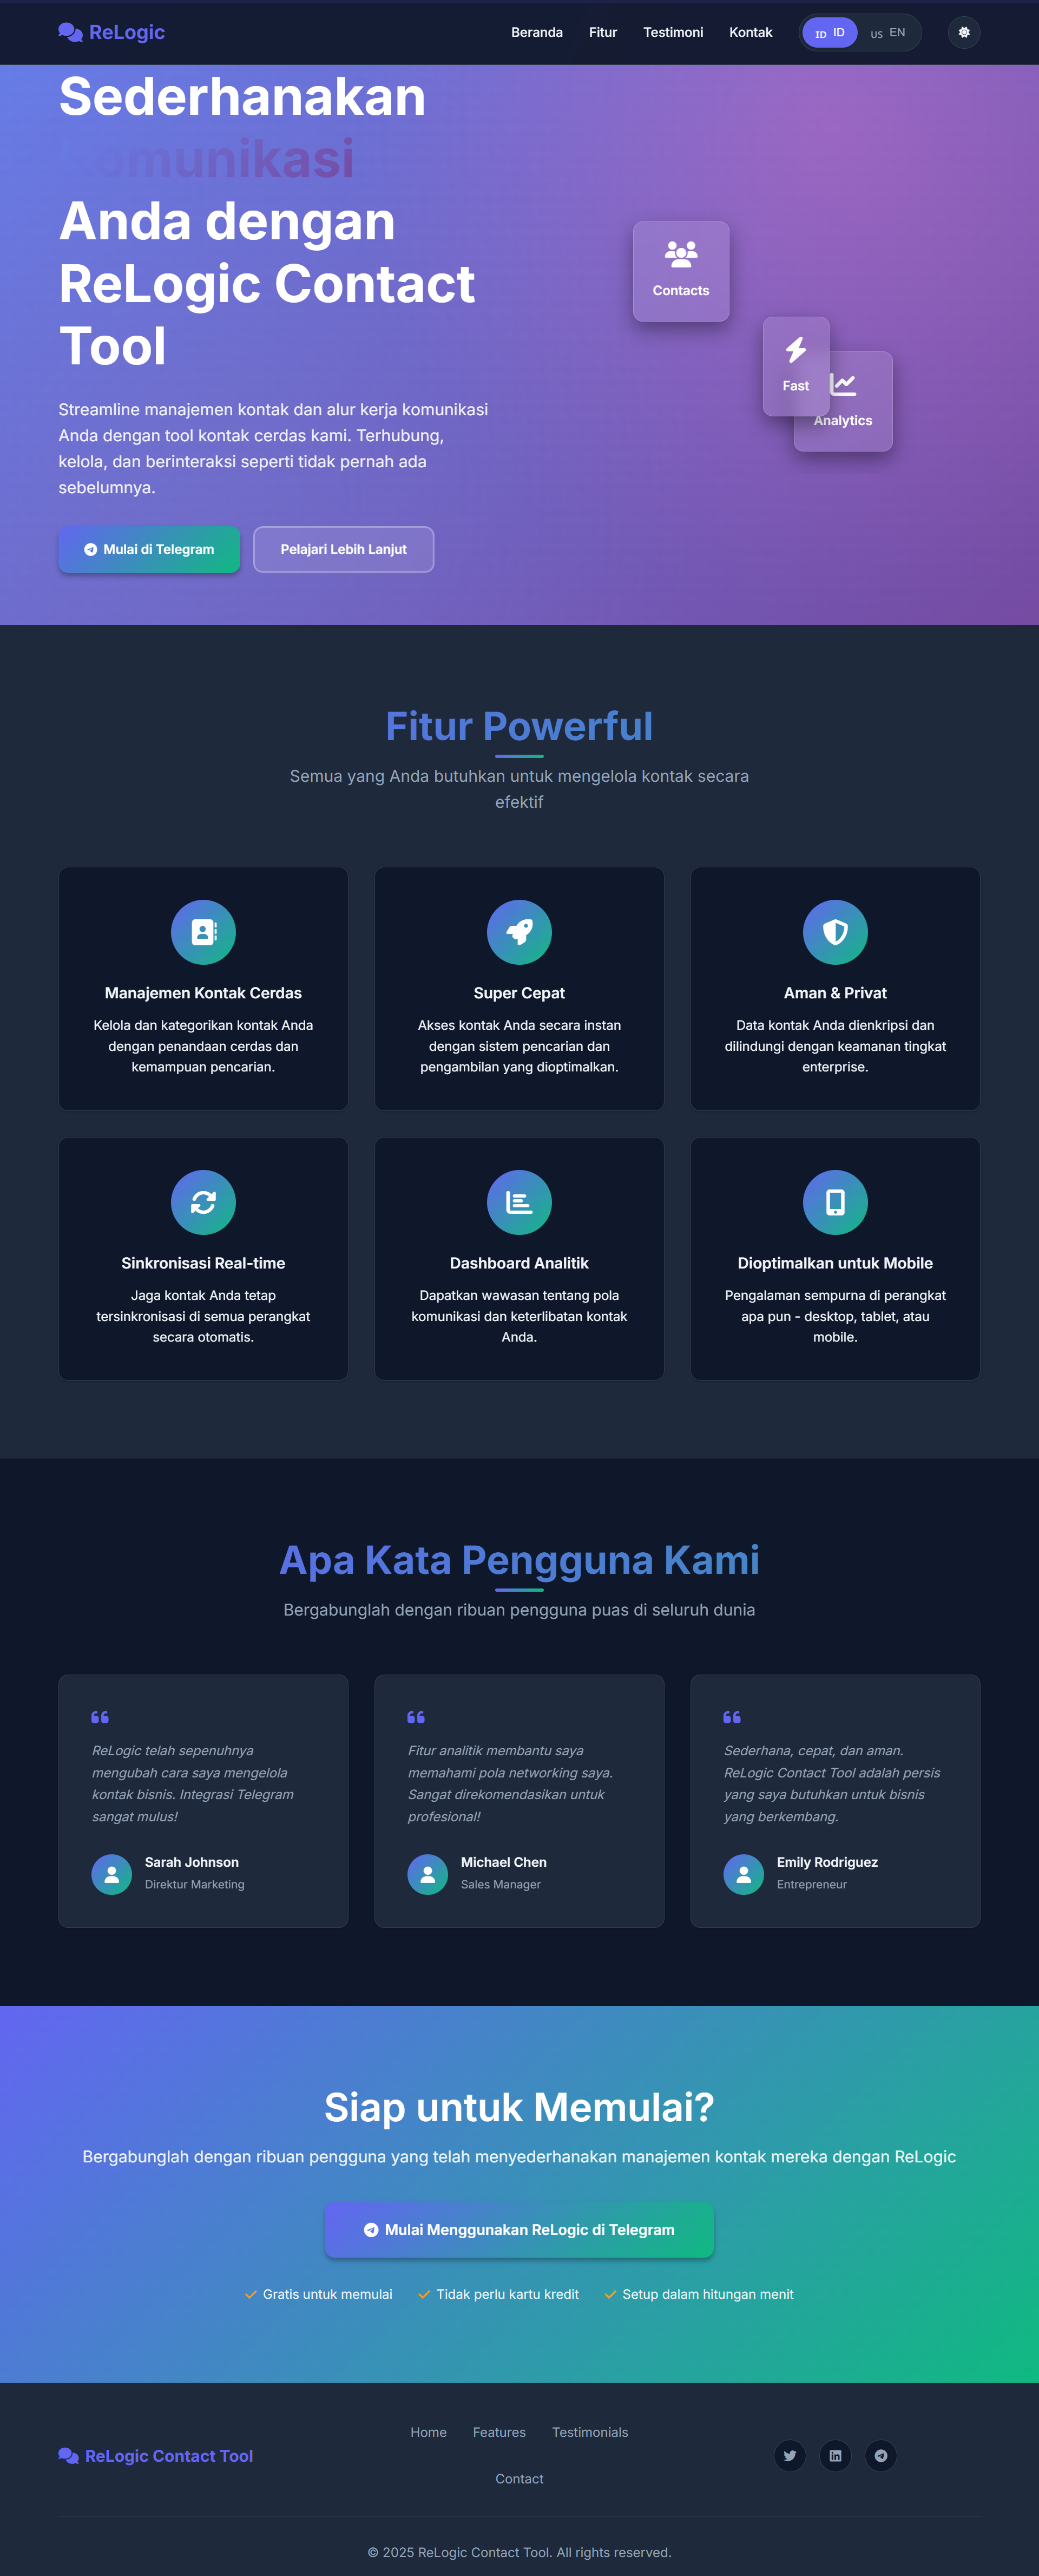 ReLogic
Beranda Fitur Testimoni Kontak ID ID US EN
Sederhanakan
komunikasi
Anda dengan
ReLogic Contact
Tool
Streamline manajemen kontak dan alur kerja komunikasi
Anda dengan tool kontak cerdas kami. Terhubung,
kelola, dan berinteraksi seperti tidak pernah ada
sebelumnya.
Mulai di Telegram
Pelajari Lebih Lanjut
Contacts
Fast
Analytics
Fitur Powerful
Semua yang Anda butuhkan untuk mengelola kontak secara
efektif
Manajemen Kontak Cerdas
Kelola dan kategorikan kontak Anda
dengan penandaan cerdas dan
kemampuan pencarian.
Super Cepat
Akses kontak Anda secara instan
dengan sistem pencarian dan
pengambilan yang dioptimalkan.
Aman & Privat
Data kontak Anda dienkripsi dan
dilindungi dengan keamanan tingkat
enterprise.
Sinkronisasi Real-time
Jaga kontak Anda tetap
tersinkronisasi di semua perangkat
secara otomatis.
Dashboard Analitik
Dapatkan wawasan tentang pola
komunikasi dan keterlibatan kontak
Anda.
Dioptimalkan untuk Mobile
Pengalaman sempurna di perangkat
apa pun - desktop, tablet, atau
mobile.
Apa Kata Pengguna Kami
Bergabunglah dengan ribuan pengguna puas di seluruh dunia
ReLogic telah sepenuhnya
mengubah cara saya mengelola
kontak bisnis. Integrasi Telegram
sangat mulus!
Sarah Johnson
Direktur Marketing
Fitur analitik membantu saya
memahami pola networking saya.
Sangat direkomendasikan untuk
profesional!
Michael Chen
Sales Manager
Sederhana, cepat, dan aman.
ReLogic Contact Tool adalah persis
yang saya butuhkan untuk bisnis
yang berkembang.
Emily Rodriguez
Entrepreneur
Siap untuk Memulai?
Bergabunglah dengan ribuan pengguna yang telah menyederhanakan manajemen kontak mereka dengan ReLogic
Mulai Menggunakan ReLogic di Telegram
Gratis untuk memulai
Tidak perlu kartu kredit
Setup dalam hitungan menit
ReLogic Contact Tool
Home Features Testimonials
Contact
© 2025 ReLogic Contact Tool. All rights reserved.